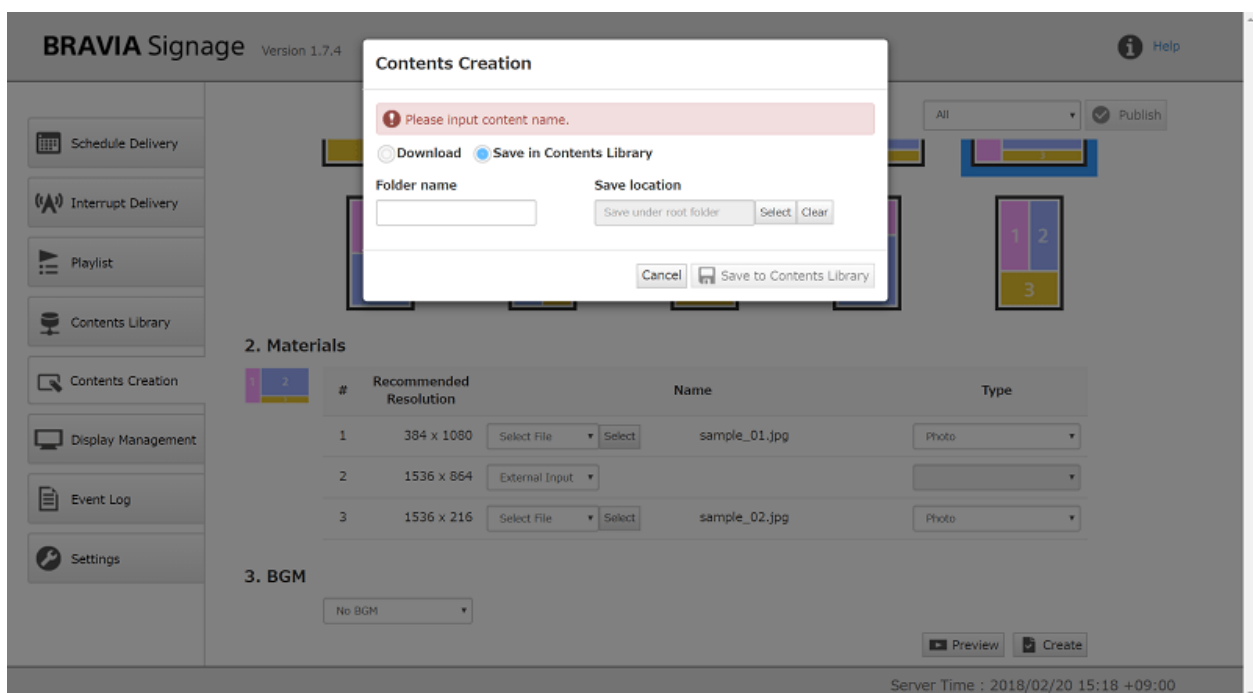 BRAVIA Signage Version 1.7.4
Help
Contents Creation
Please input content name.
Download Save in Contents Library
Folder name Save location
Save under root folder Select Clear
Cancel Save to Contents Library
All Publish
Schedule Delivery
Interrupt Delivery
Playlist
Contents Library
Contents Creation
Display Management
Event Log
Settings
3
1 2
3
2. Materials
1 2
# Recommended Resolution Name Type
1 384 x 1080 Select File Select sample_01.jpg Photo
2 1536 x 864 External Input
3 1536 x 216 Select File Select sample_02.jpg Photo
3. BGM
No BGM
Preview Create
Server Time : 2018/02/20 15:18 +09:00